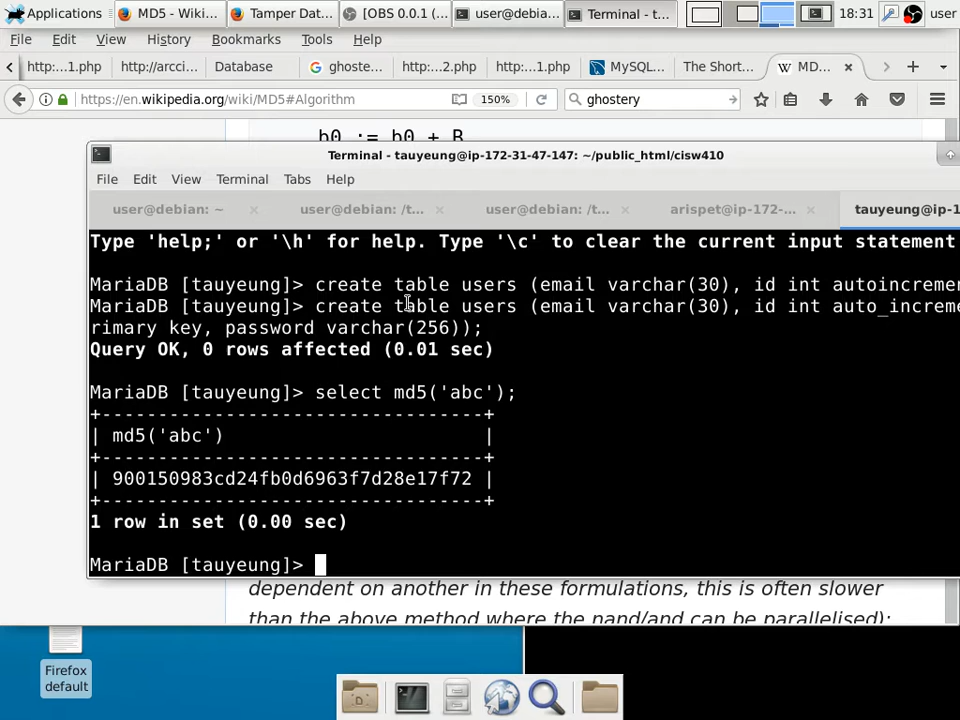 Applications
MD5 - Wiki...
Tamper Dat...
[OBS 0.0.1 (...
user@debia...
Terminal - t...
18:31
user
File Edit View History Bookmarks Tools Help
http:...1.php
http://arcci...
Database
ghoste...
http:...2.php
http:...1.php
MySQL...
The Short...
MD...
https://en.wikipedia.org/wiki/MD5#Algorithm
150%
ghostery
b0 := b0 + B
Terminal - tauyeung@ip-172-31-47-147: ~/public_html/cisw410
File Edit View Terminal Tabs Help
user@debian: ~
user@debian: /t...
user@debian: /t...
arispet@ip-172-...
tauyeung@ip-1
Type 'help;' or '\h' for help. Type '\c' to clear the current input statement
MariaDB [tauyeung]> create table users (email varchar(30), id int autoincremen
MariaDB [tauyeung]> create table users (email varchar(30), id int auto_increme
rimary key, password varchar(256));
Query OK, 0 rows affected (0.01 sec)
MariaDB [tauyeung]> select md5('abc');
+----------------------------------+
| md5('abc')                       |
+----------------------------------+
| 900150983cd24fb0d6963f7d28e17f72 |
+----------------------------------+
1 row in set (0.00 sec)
MariaDB [tauyeung]>
dependent on another in these formulations, this is often slower
than the above method where the nand/and can be parallelised):
Firefox
default